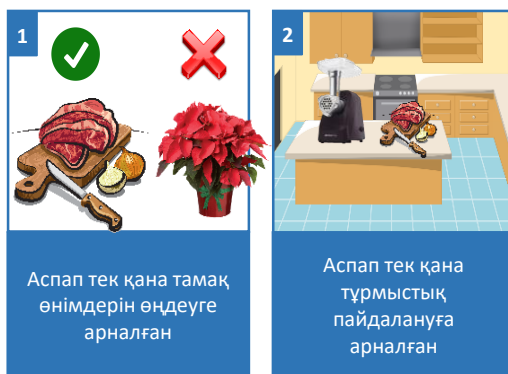 1
Аспап тек қана тамақ
өнімдерін өңдеуге
арналған
2
Аспап тек қана
тұрмыстық
пайдалануға
арналған